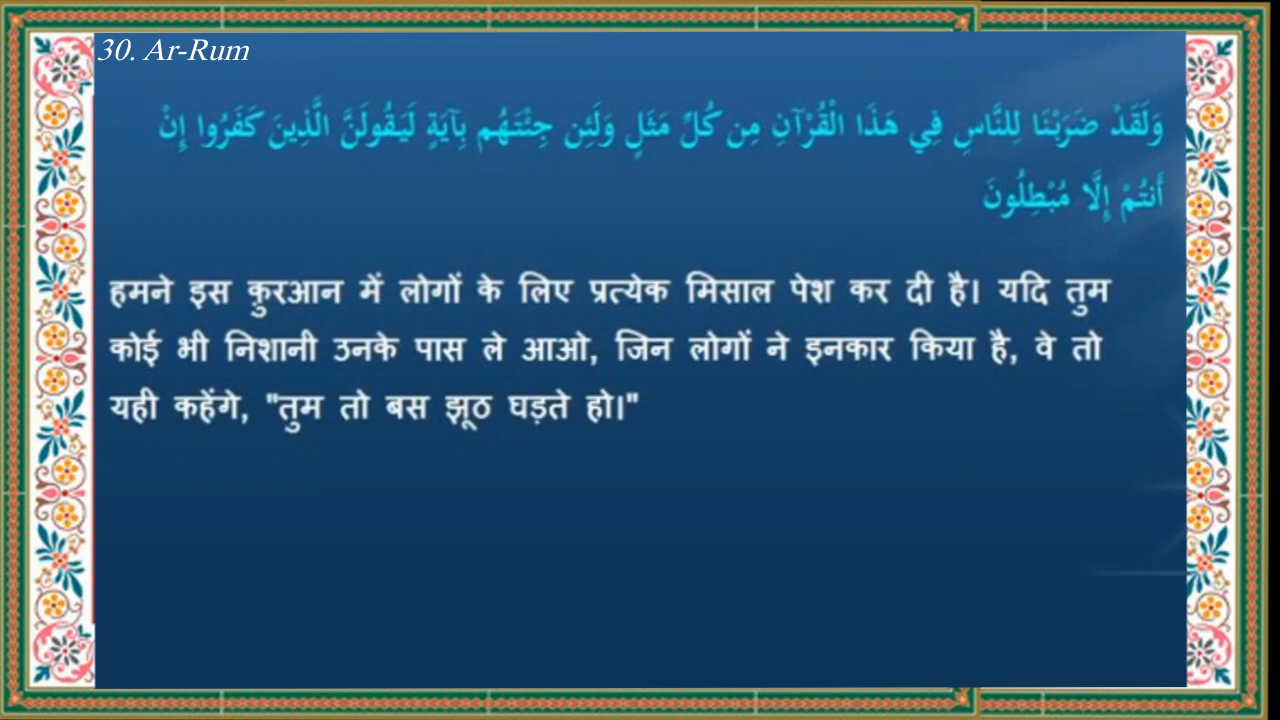 30. Ar-Rum
وَلَقَدْ ضَرَبْنَا لِلنَّاسِ فِي هَذَا الْقُرْآنِ مِن كُلِّ مَثَلٍ وَلَئِن جِئْتَهُم بِآيَةٍ لَيَقُولَنَّ الَّذِينَ كَفَرُوا إِنْ
أَنتُمْ إِلَّا مُبْطِلُونَ
हमने इस क़ुरआन में लोगों के लिए प्रत्येक मिसाल पेश कर दी है। यदि तुम
कोई भी निशानी उनके पास ले आओ, जिन लोगों ने इनकार किया है, वे तो
यही कहेंगे, "तुम तो बस झूठ घड़ते हो।"